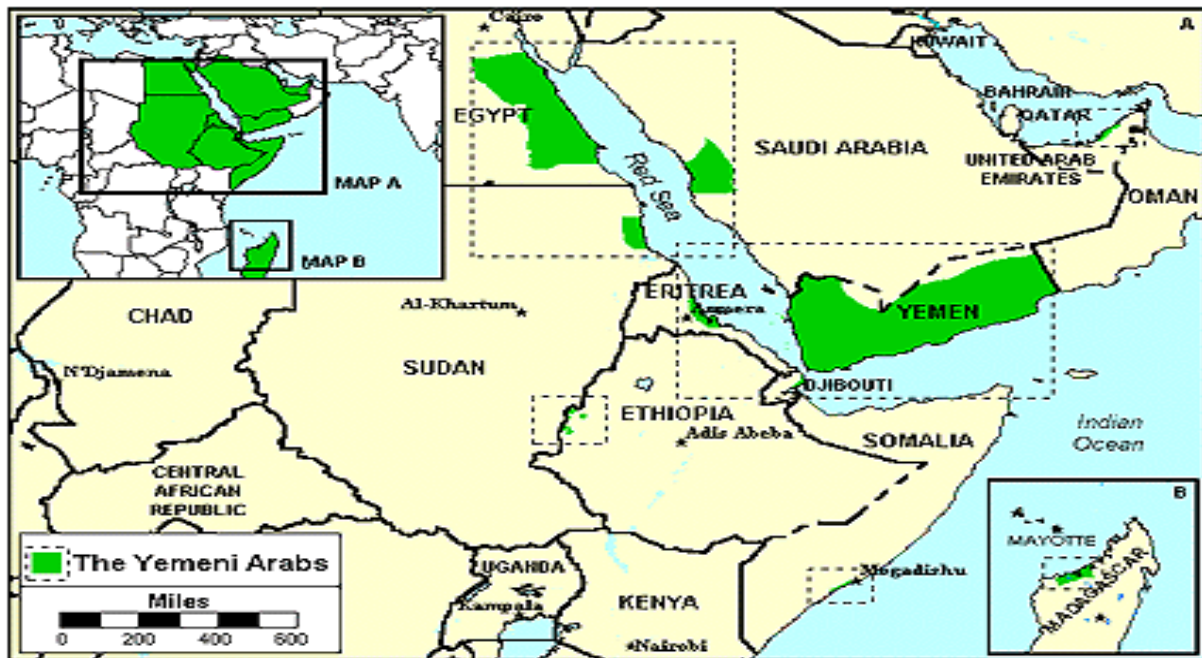 Cairo
A
KUWAIT
BAHRAIN
QATAR
EGYPT
SAUDI ARABIA
UNITED ARAB
EMIRATES
OMAN
Red Sea
MAP A
MAP B
ERITREA
Asmera
YEMEN
CHAD
Al-Khartum
N'Djamena
SUDAN
DJIBOUTI
ETHIOPIA
Adis Abeba
SOMALIA
Indian
Ocean
CENTRAL
AFRICAN
REPUBLIC
B
MAYOTTE
MADAGASCAR
The Yemeni Arabs
Miles
0 200 400 600
UGANDA
Kampala
KENYA
Nairobi
Mogadishu